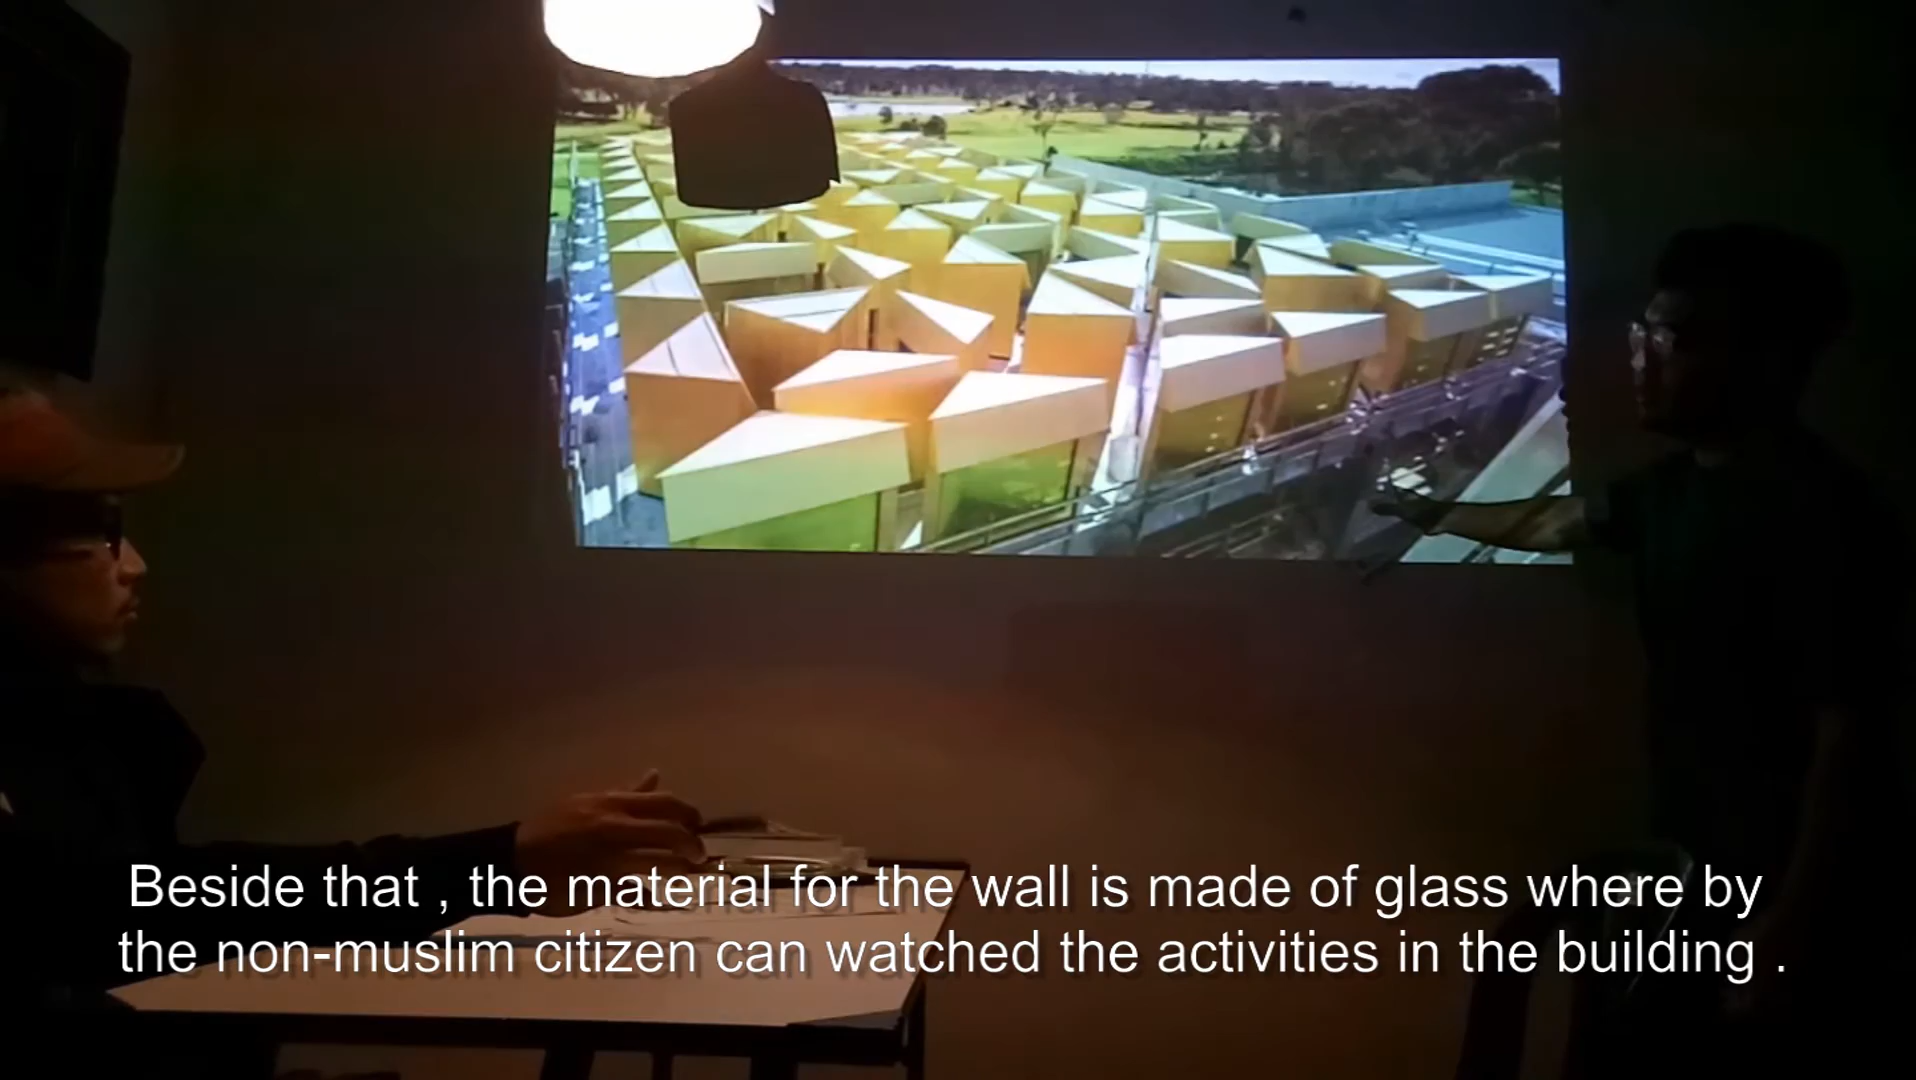 Beside that , the material for the wall is made of glass where by
the non-muslim citizen can watched the activities in the building .